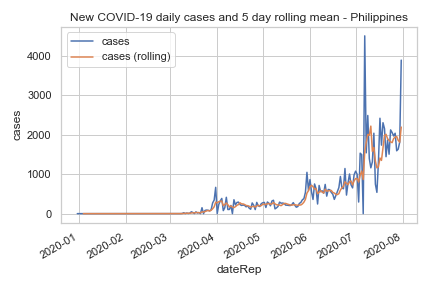 New COVID-19 daily cases and 5 day rolling mean - Philippines
cases
cases (rolling)
4000
3000
2000
1000
0
cases
2020-01
2020-02
2020-03
2020-04
2020-05
2020-06
2020-07
2020-08
dateRep